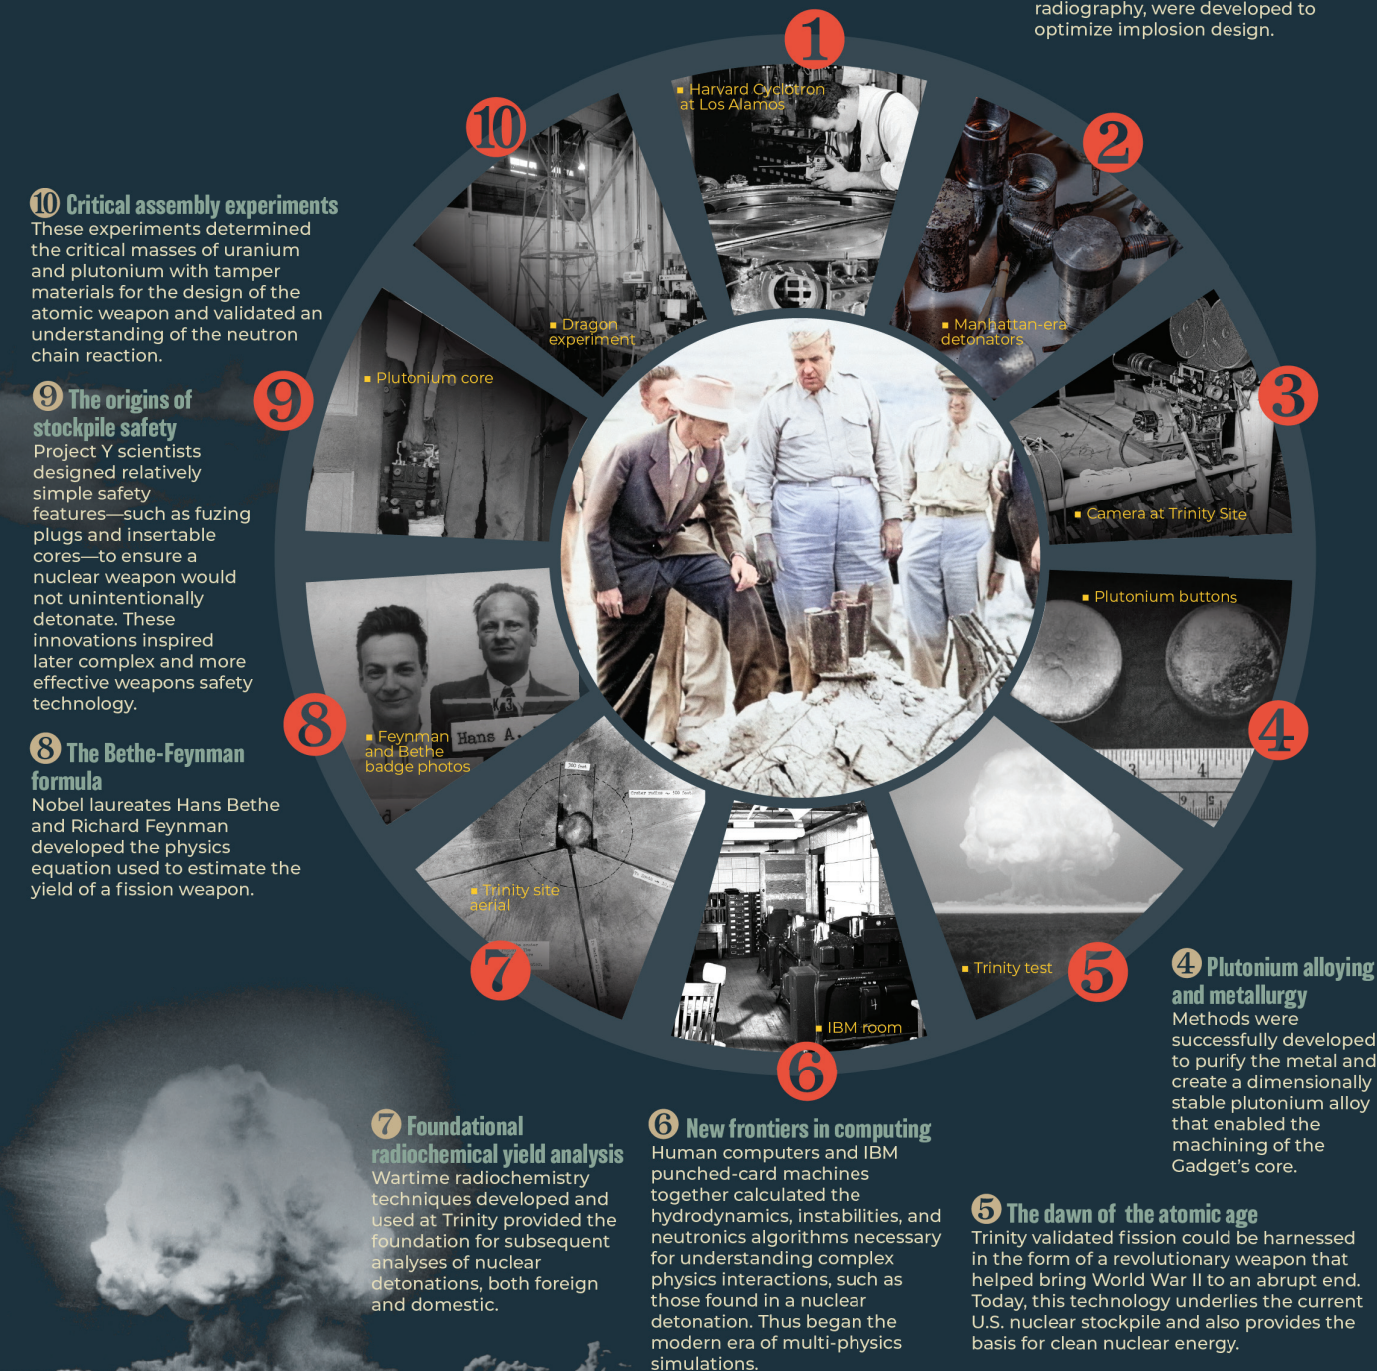 radiography, were developed to
optimize implosion design.
1
■ Harvard Cyclotron
at Los Alamos
2
■ Manhattan-era
detonators
3
■ Camera at Trinity Site
4
■ Plutonium buttons
3
4
5
■ Trinity test
6
■ IBM room
7
■ Trinity site
aerial
8
■ Feynman
and Bethe
badge photos
K 3
Hans A.
9
■ Plutonium core
10
■ Dragon
experiment
10 Critical assembly experiments
These experiments determined
the critical masses of uranium
and plutonium with tamper
materials for the design of the
atomic weapon and validated an
understanding of the neutron
chain reaction.
9 The origins of
stockpile safety
Project Y scientists
designed relatively
simple safety
features—such as fuzing
plugs and insertable
cores—to ensure a
nuclear weapon would
not unintentionally
detonate. These
innovations inspired
later complex and more
effective weapons safety
technology.
8 The Bethe-Feynman
formula
Nobel laureates Hans Bethe
and Richard Feynman
developed the physics
equation used to estimate the
yield of a fission weapon.
7 Foundational
radiochemical yield analysis
Wartime radiochemistry
techniques developed and
used at Trinity provided the
foundation for subsequent
analyses of nuclear
detonations, both foreign
and domestic.
6 New frontiers in computing
Human computers and IBM
punched-card machines
together calculated the
hydrodynamics, instabilities, and
neutronics algorithms necessary
for understanding complex
physics interactions, such as
those found in a nuclear
detonation. Thus began the
modern era of multi-physics
simulations.
5 The dawn of the atomic age
Trinity validated fission could be harnessed
in the form of a revolutionary weapon that
helped bring World War II to an abrupt end.
Today, this technology underlies the current
U.S. nuclear stockpile and also provides the
basis for clean nuclear energy.
4 Plutonium alloying
and metallurgy
Methods were
successfully developed
to purify the metal and
create a dimensionally
stable plutonium alloy
that enabled the
machining of the
Gadget's core.